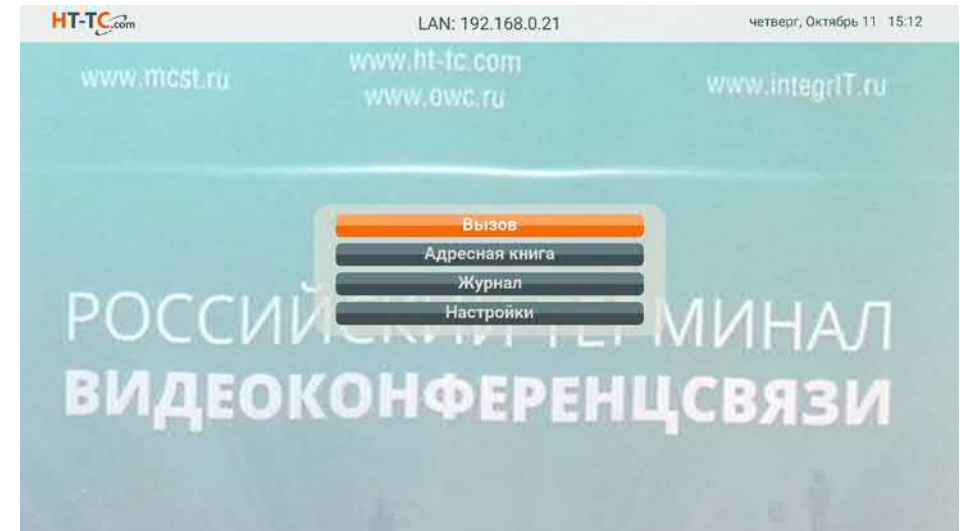 HT-TC.com
LAN: 192.168.0.21
четверг, Октябрь 11 15:12
www.mcst.ru
www.ht-tc.com
www.owc.ru
www.integrIT.ru
Вызов
Адресная книга
Журнал
Настройки
РОССИЙСКИЙ ТЕРМИНАЛ
ВИДЕОКОНФЕРЕНЦСВЯЗИ